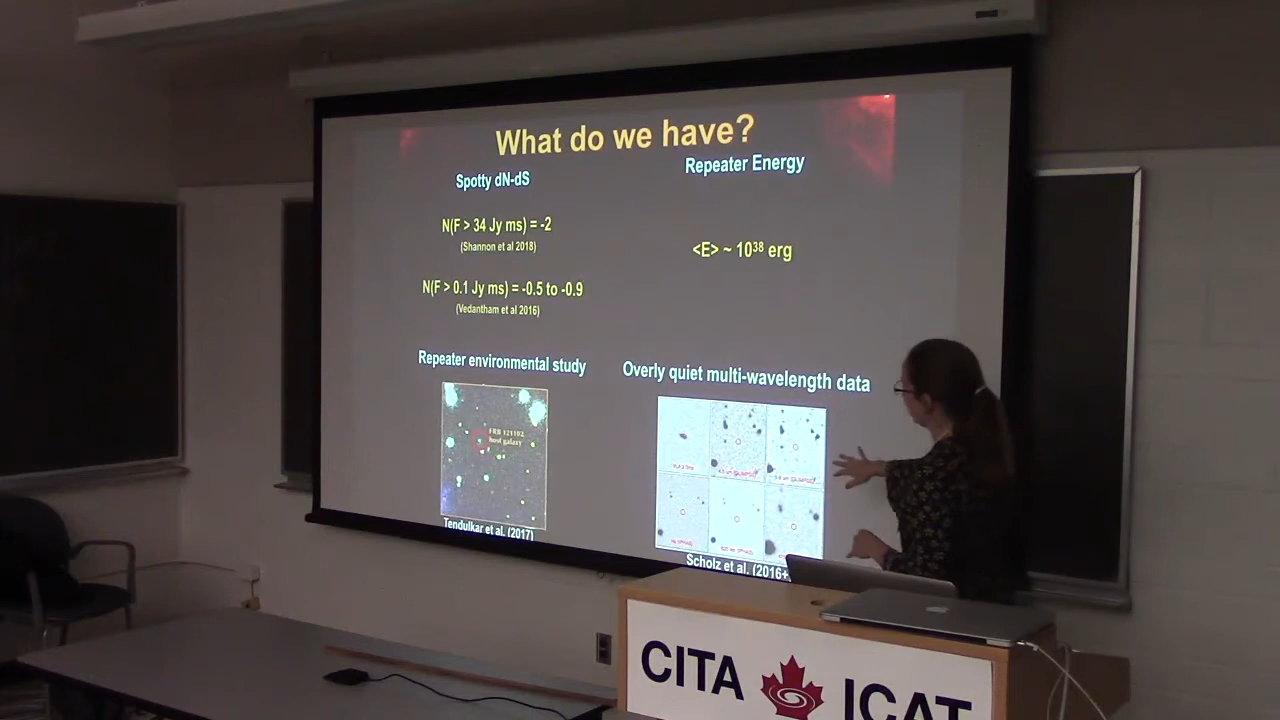 What do we have?
Spotty dN-dS
Repeater Energy
N(F > 34 Jy ms) = -2
(Shannon et al 2018)
<E> ~ 10³⁸ erg
N(F > 0.1 Jy ms) = -0.5 to -0.9
(Vedantham et al 2016)
Repeater environmental study
Overly quiet multi-wavelength data
FRB 121102
host galaxy
Tendulkar et al. (2017)
Scholz et al. (2016+
CITA ICAT